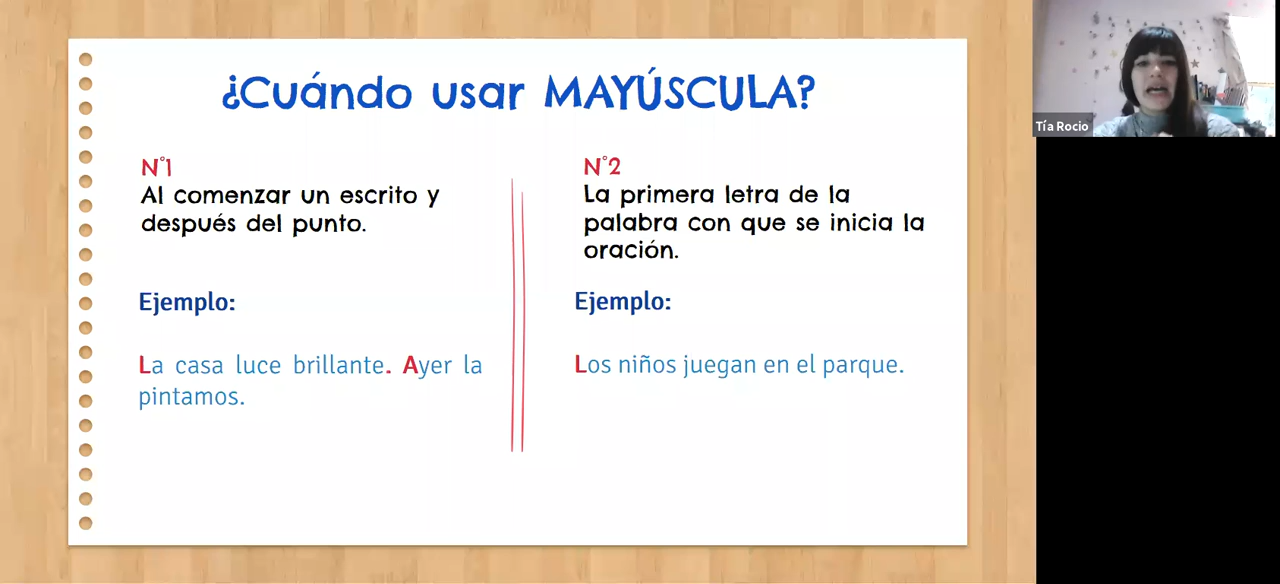 ¿Cuándo usar MAYÚSCULA?
N°1
Al comenzar un escrito y
después del punto.
Ejemplo:
La casa luce brillante. Ayer la
pintamos.
N°2
La primera letra de la
palabra con que se inicia la
oración.
Ejemplo:
Los niños juegan en el parque.
Tía Rocio